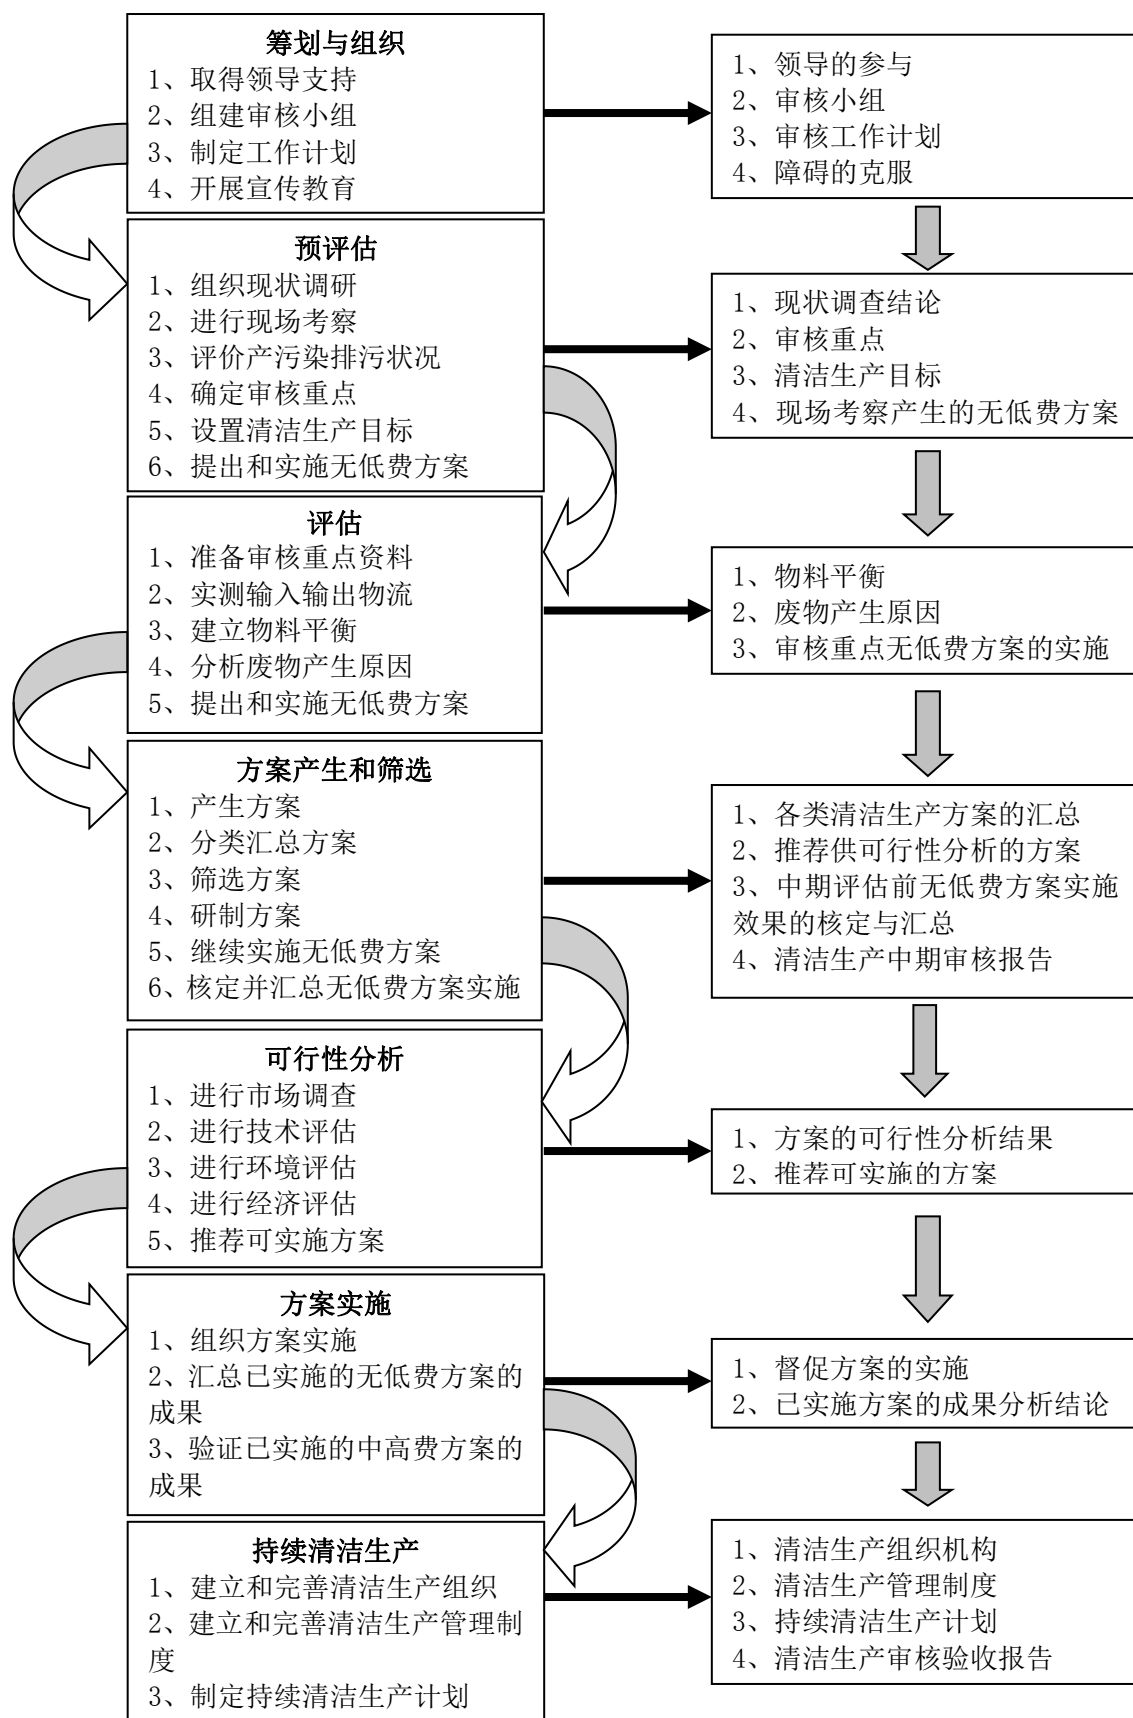 筹划与组织
1、取得领导支持
2、组建审核小组
3、制定工作计划
4、开展宣传教育
1、领导的参与
2、审核小组
3、审核工作计划
4、障碍的克服
预评估
1、组织现状调研
2、进行现场考察
3、评价产污染排污状况
4、确定审核重点
5、设置清洁生产目标
6、提出和实施无低费方案
1、现状调查结论
2、审核重点
3、清洁生产目标
4、现场考察产生的无低费方案
评估
1、准备审核重点资料
2、实测输入输出物流
3、建立物料平衡
4、分析废物产生原因
5、提出和实施无低费方案
1、物料平衡
2、废物产生原因
3、审核重点无低费方案的实施
方案产生和筛选
1、产生方案
2、分类汇总方案
3、筛选方案
4、研制方案
5、继续实施无低费方案
6、核定并汇总无低费方案实施
1、各类清洁生产方案的汇总
2、推荐供可行性分析的方案
3、中期评估前无低费方案实施
效果的核定与汇总
4、清洁生产中期审核报告
可行性分析
1、进行市场调查
2、进行技术评估
3、进行环境评估
4、进行经济评估
5、推荐可实施方案
1、方案的可行性分析结果
2、推荐可实施的方案
方案实施
1、组织方案实施
2、汇总已实施的无低费方案的
成果
3、验证已实施的中高费方案的
成果
1、督促方案的实施
2、已实施方案的成果分析结论
持续清洁生产
1、建立和完善清洁生产组织
2、建立和完善清洁生产管理制
度
3、制定持续清洁生产计划
1、清洁生产组织机构
2、清洁生产管理制度
3、持续清洁生产计划
4、清洁生产审核验收报告